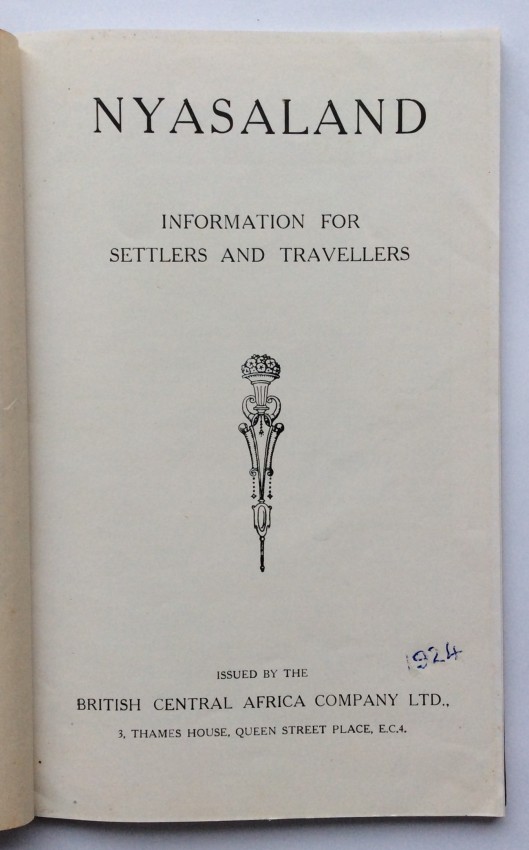 NYASALAND
INFORMATION FOR
SETTLERS AND TRAVELLERS
1924
ISSUED BY THE
BRITISH CENTRAL AFRICA COMPANY LTD.,
3, THAMES HOUSE, QUEEN STREET PLACE, E.C.4.